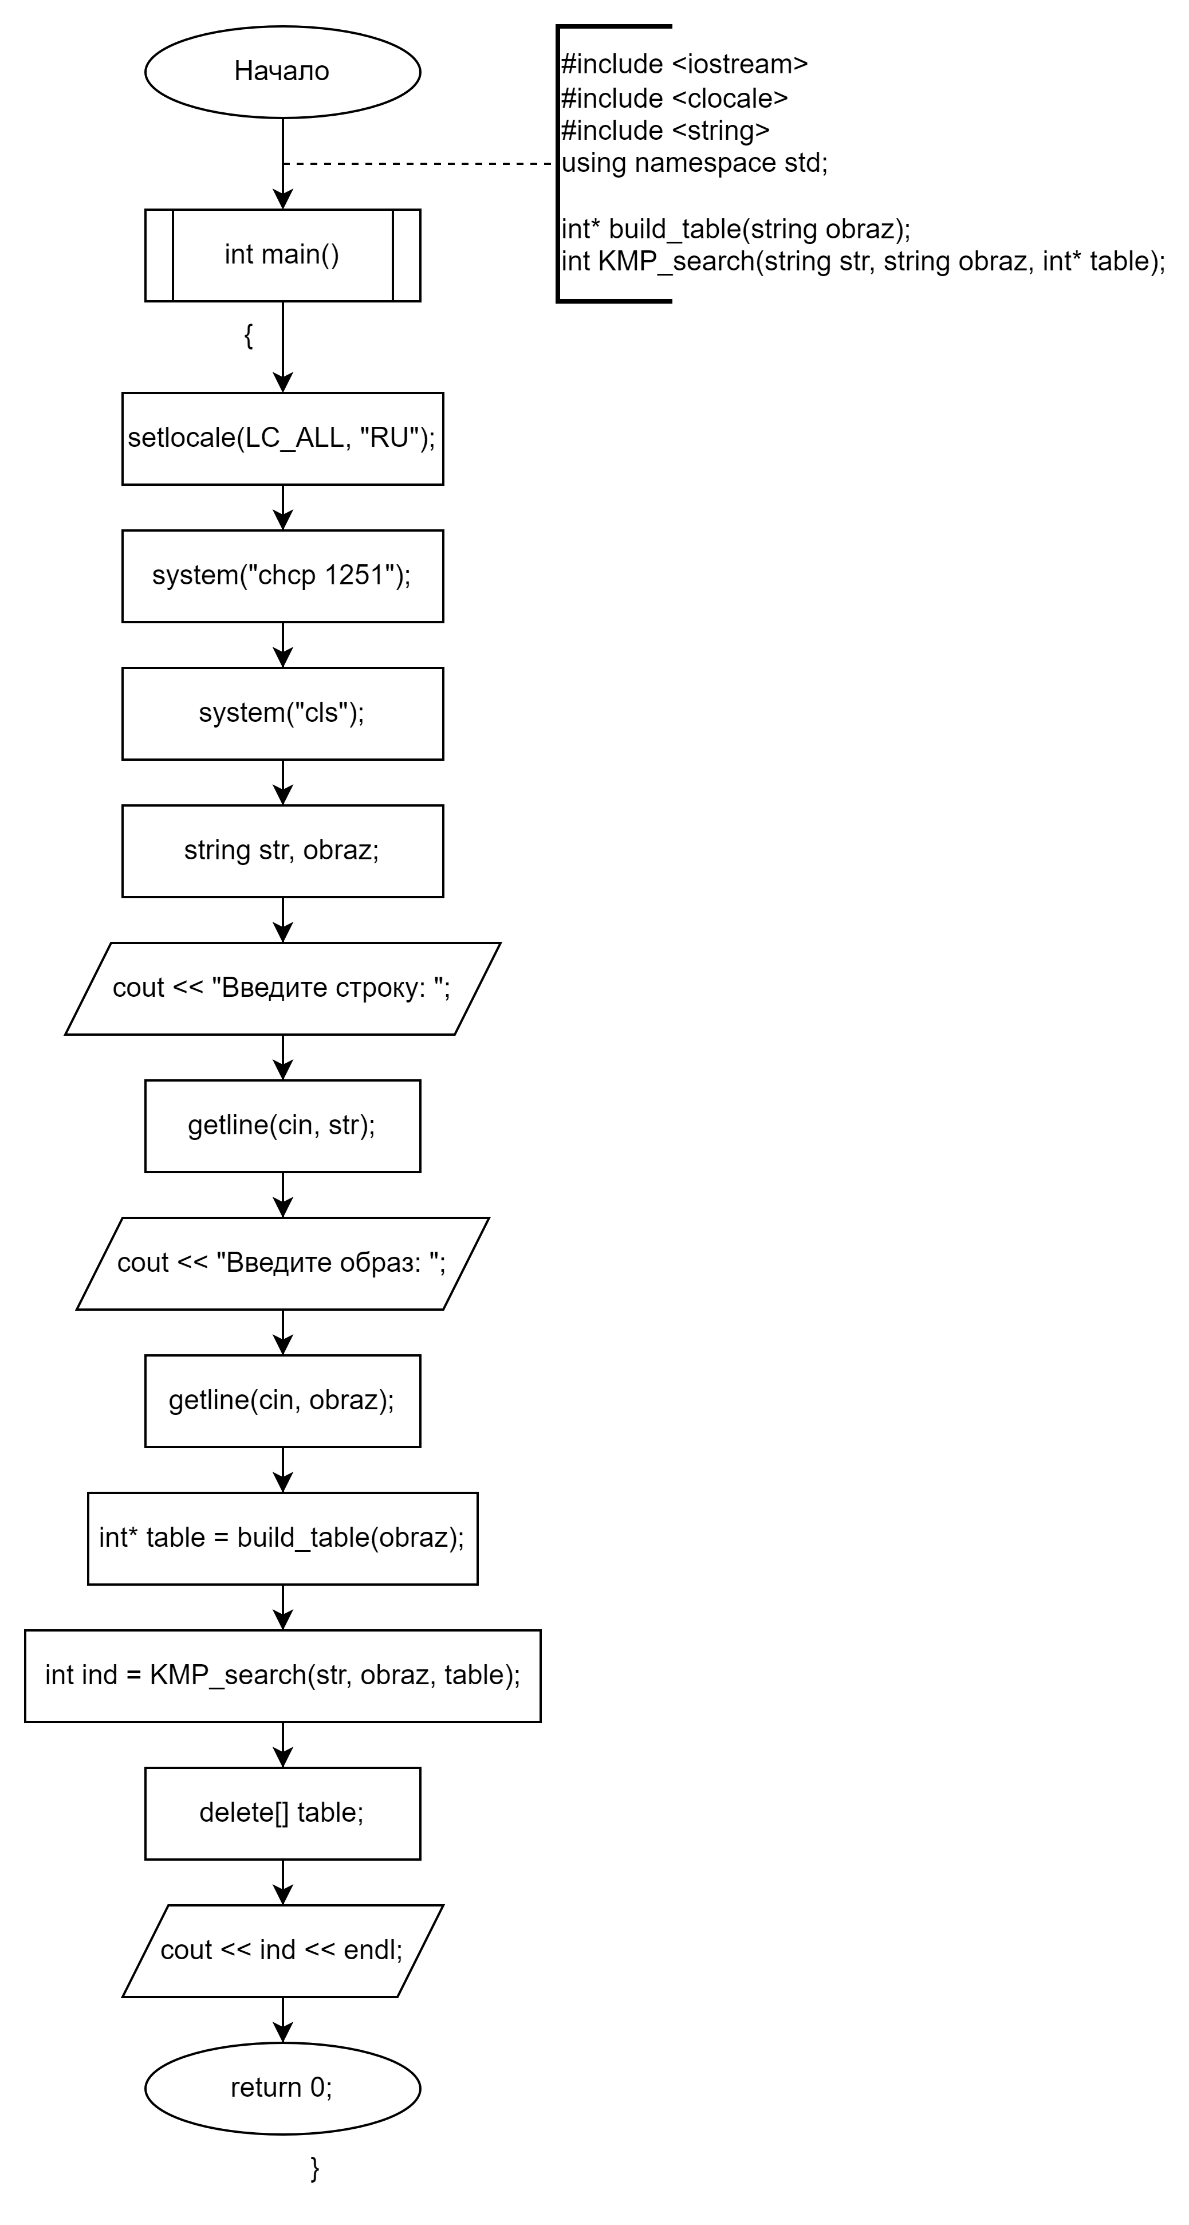 Начало
#include <iostream>
#include <clocale>
#include <string>
using namespace std;
int* build_table(string obraz);
int KMP_search(string str, string obraz, int* table);
int main()
{
setlocale(LC_ALL, "RU");
system("chcp 1251");
system("cls");
string str, obraz;
cout << "Введите строку: ";
getline(cin, str);
cout << "Введите образ: ";
getline(cin, obraz);
int* table = build_table(obraz);
int ind = KMP_search(str, obraz, table);
delete[] table;
cout << ind << endl;
return 0;
}